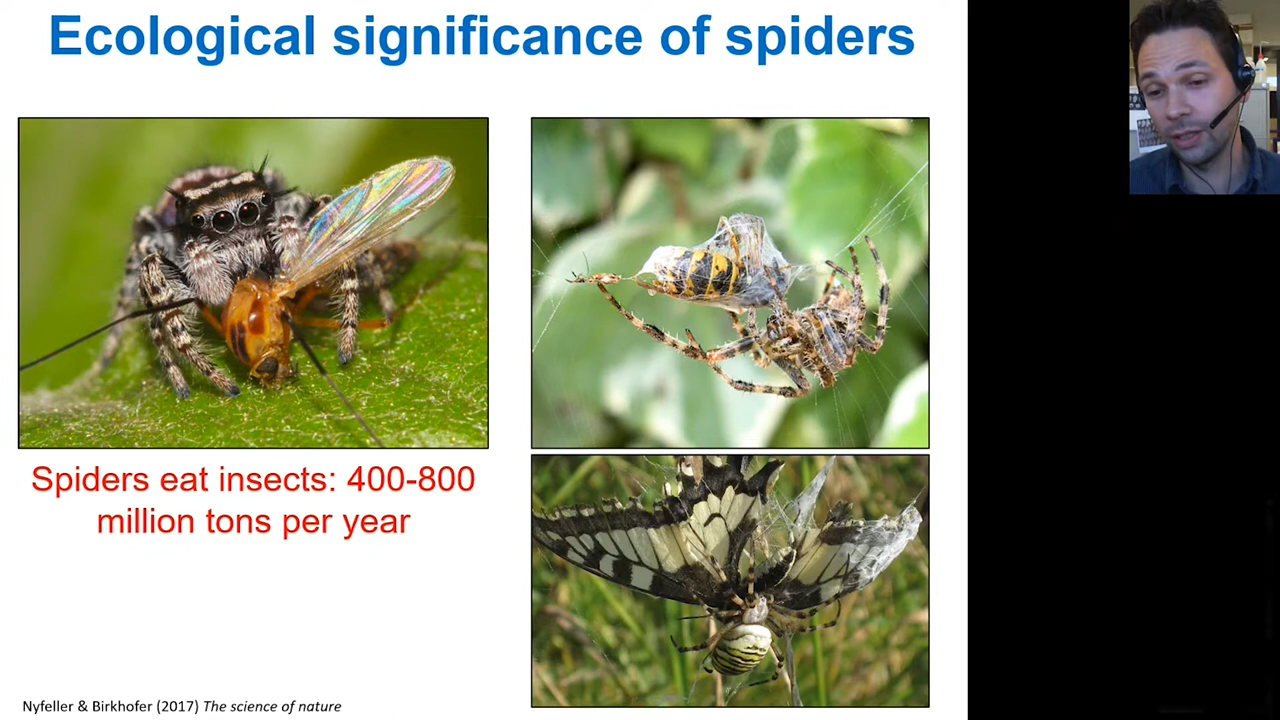 Ecological significance of spiders
Spiders eat insects: 400-800
million tons per year
Nyfeller & Birkhofer (2017) The science of nature